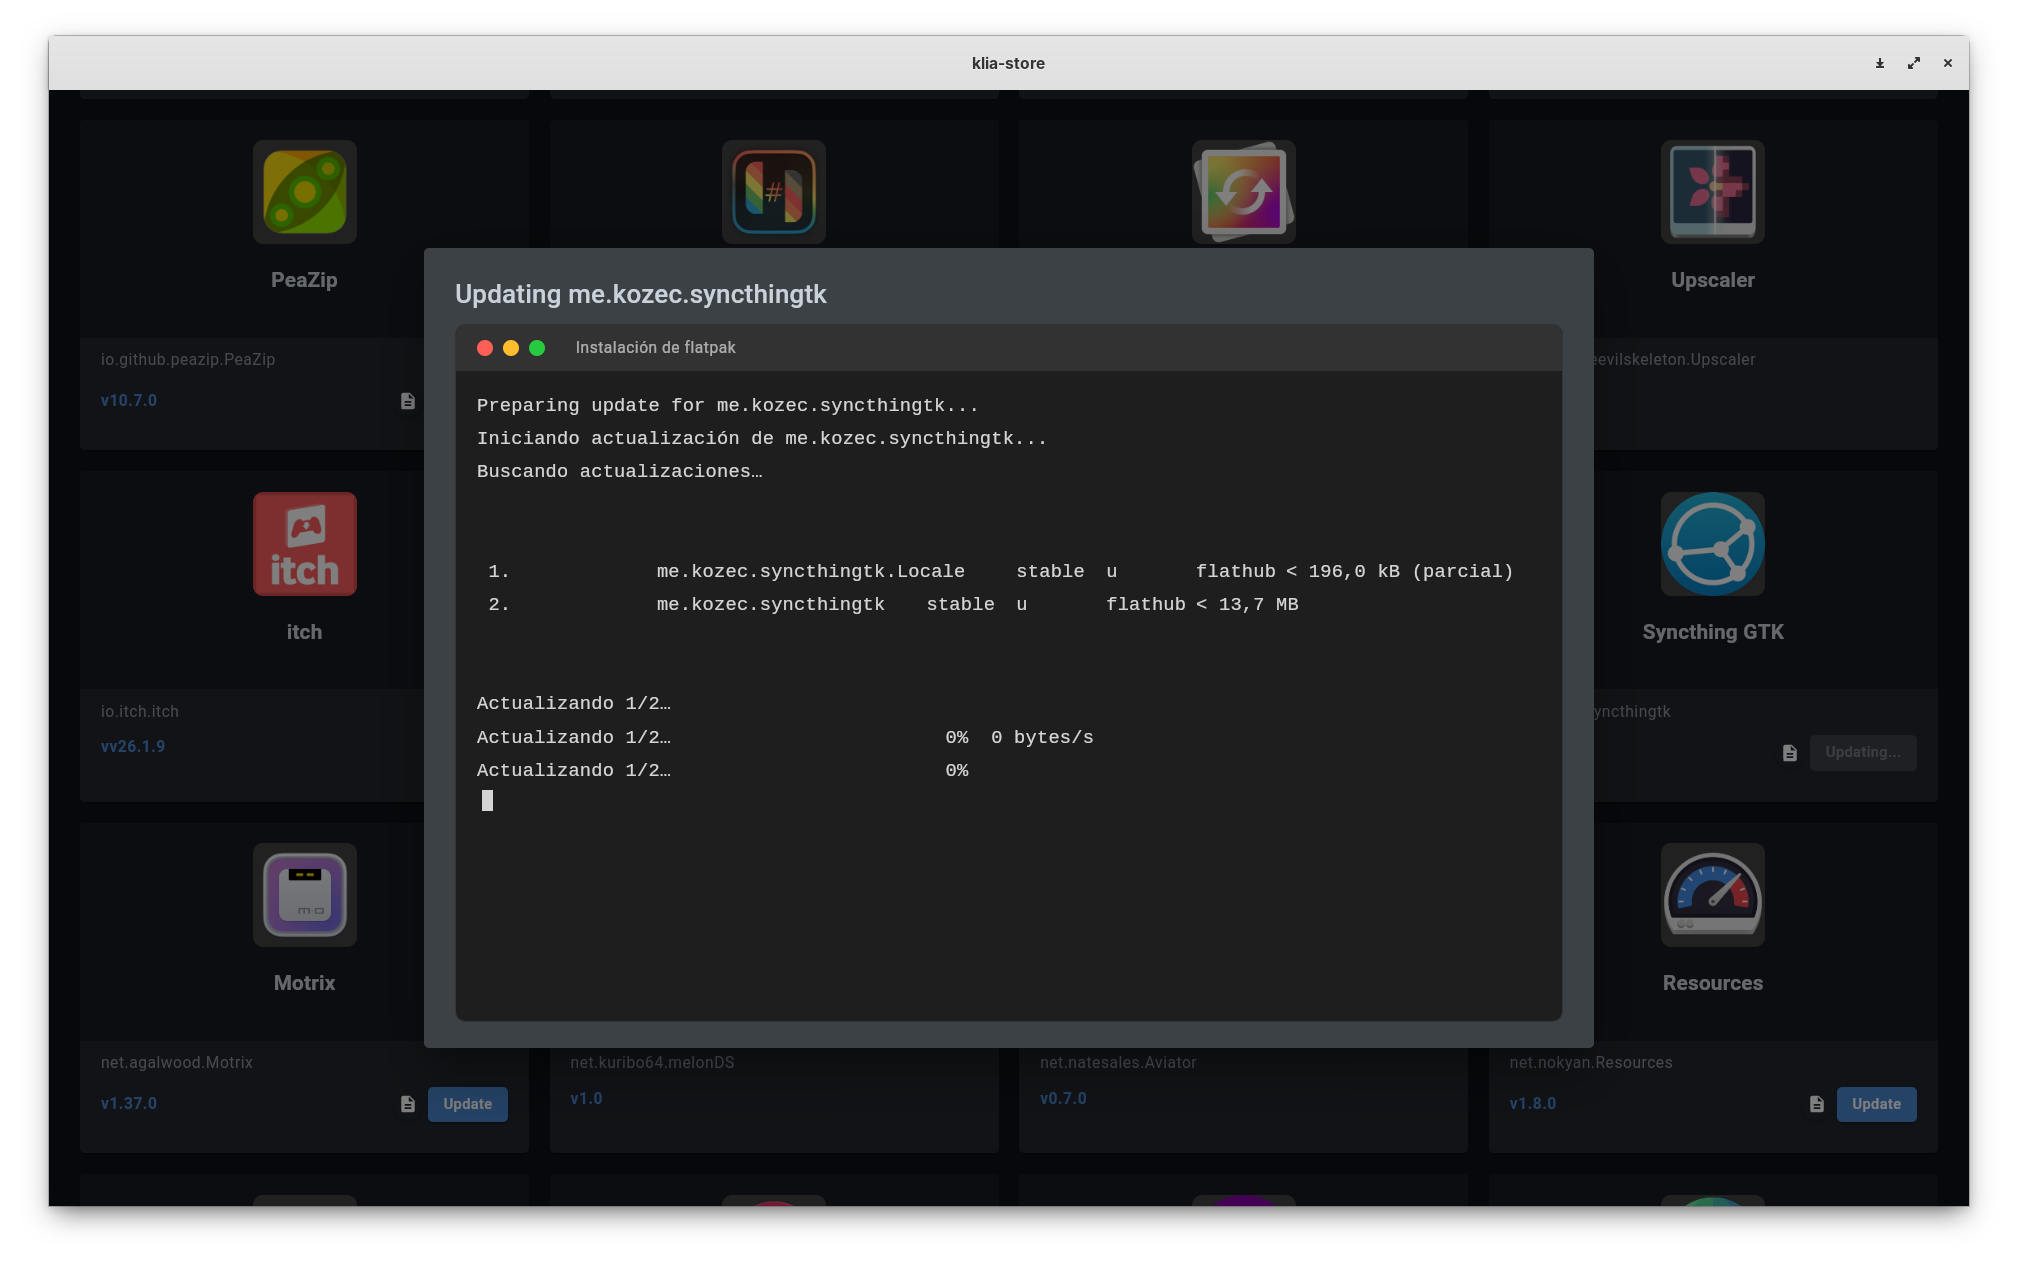 klia-store
PeaZip
#
Upscaler
io.github.peazip.PeaZip
eevilskeleton.Upscaler
v10.7.0
Updating me.kozec.syncthingtk
Instalación de flatpak
Preparing update for me.kozec.syncthingtk...
Iniciando actualización de me.kozec.syncthingtk...
Buscando actualizaciones…
1. me.kozec.syncthingtk.Locale stable u flathub < 196,0 kB (parcial)
2. me.kozec.syncthingtk stable u flathub < 13,7 MB
Actualizando 1/2…
Actualizando 1/2… 0% 0 bytes/s
Actualizando 1/2… 0%
itch
itch
Syncthing GTK
io.itch.itch
yncthingtk
vv26.1.9
Updating...
m·o
Motrix
Resources
net.agalwood.Motrix
net.kuribo64.melonDS
net.natesales.Aviator
net.nokyan.Resources
v1.37.0
Update
v1.0
v0.7.0
v1.8.0
Update